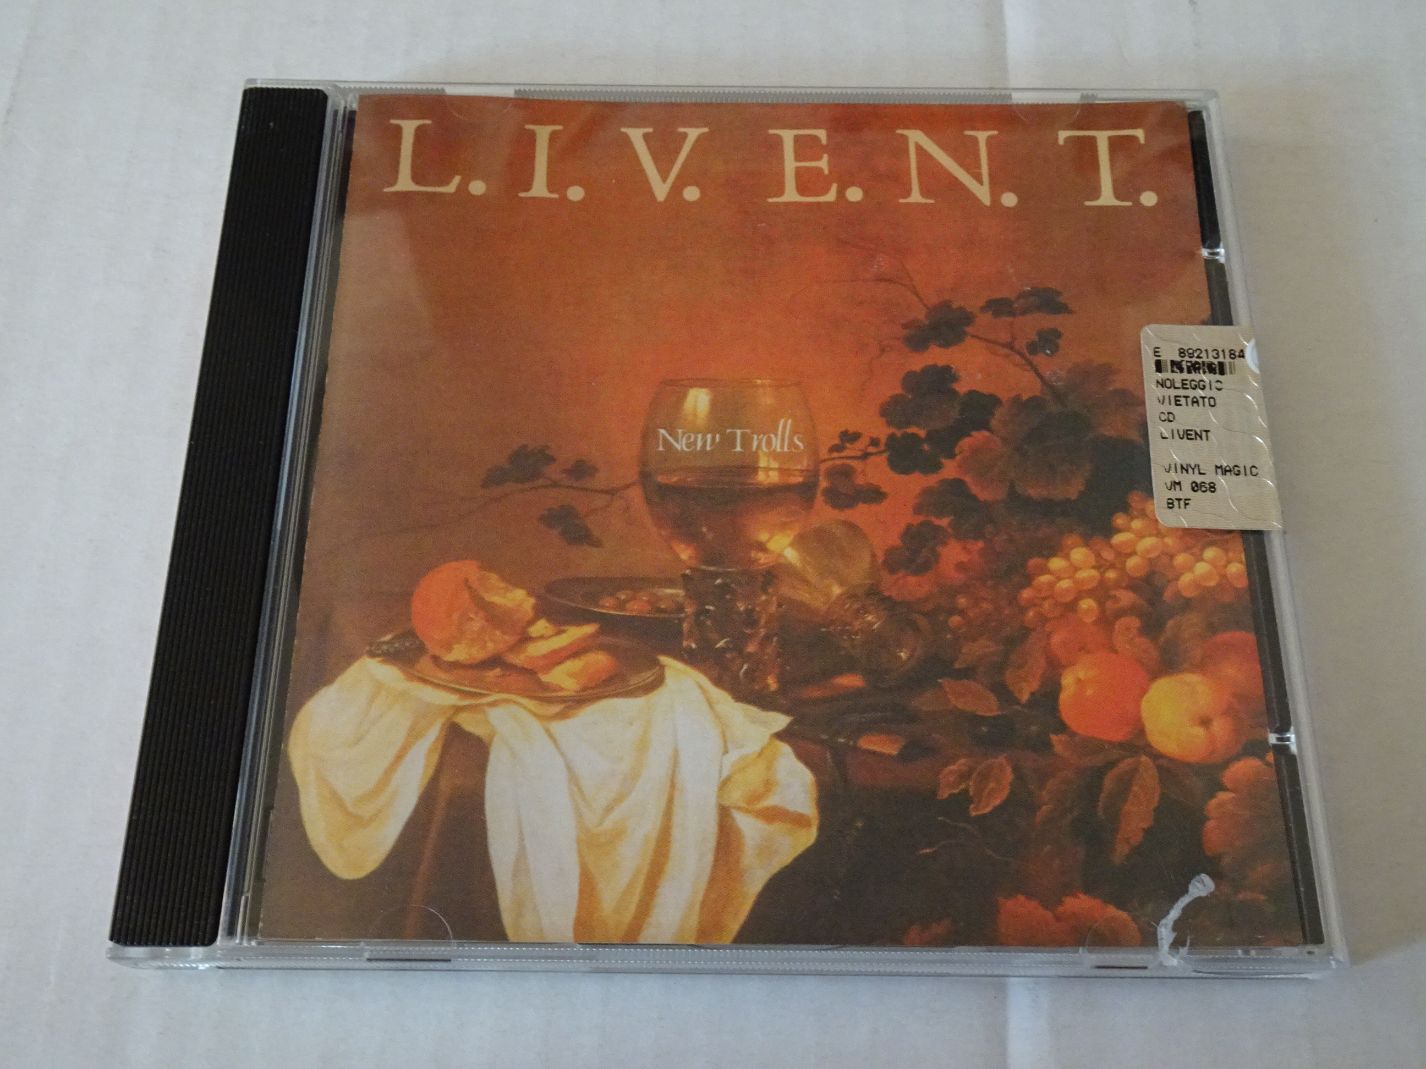 L.I.V. E.N.T.
New Trolls
E 89213184
NOLEGGIO
VIETATO
CD
LIVENT
VINYL MAGIC
VM 068
BTF